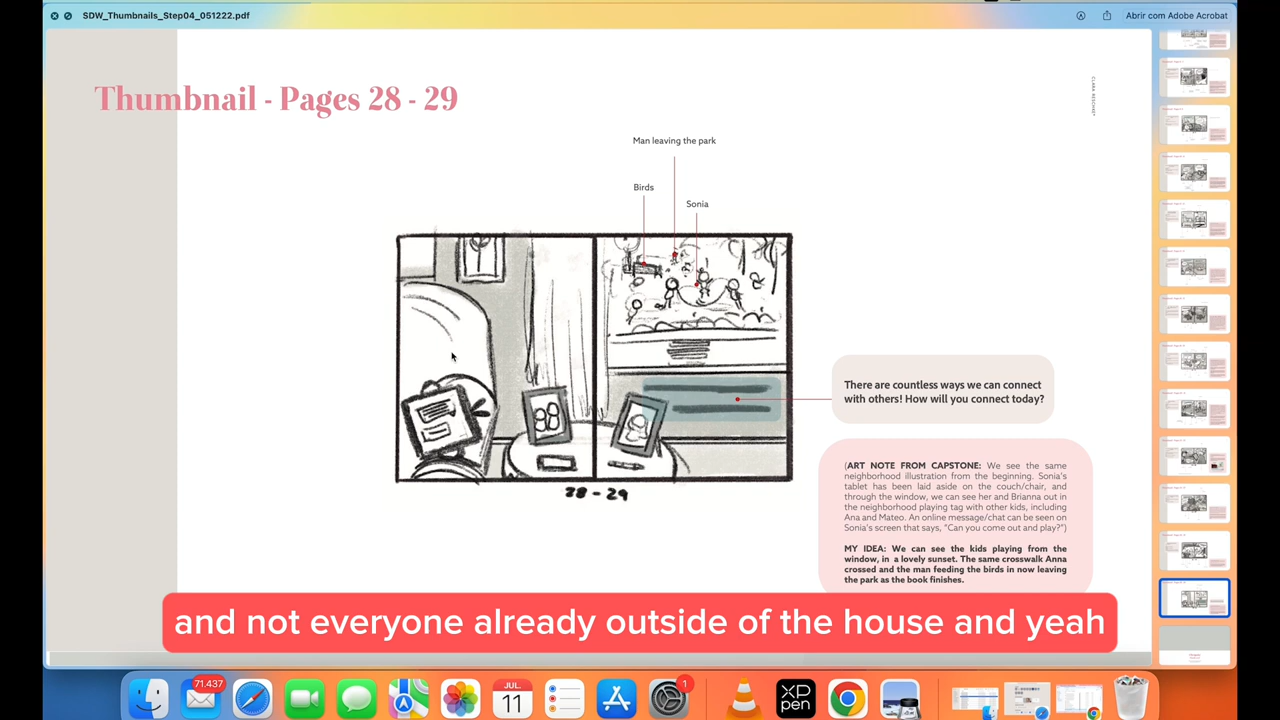 SDW_Thumbnails_Step04_051222.pdf
Abrir com Adobe Acrobat
Thumbnail - Pages 28 - 29
Man leaving the park
Birds
Sonia
28 - 29
There are countless ways we can connect
with others! How will you connect today?
(ART NOTE FROM CAPSTONE: We see the same
neighborhood illustration from the beginning. Sonia's
tablet has been laid aside on the couch/chair, and
through the window, we can see her and Brianna out in
the neighborhood playing tag with other kids, including
Ana and Mateo. An online message/chat can be seen on
Sonia's screen that says, "Can you come out and play?")
MY IDEA: We can see the kids playing from the
window, in a lovely sunset. The same crosswalk Anna
crossed and the man feeding the birds in now leaving
the park as the book finishes.
and not everyone already outside of the house and yeah
71.437
JUL.
11
1
XP
pen